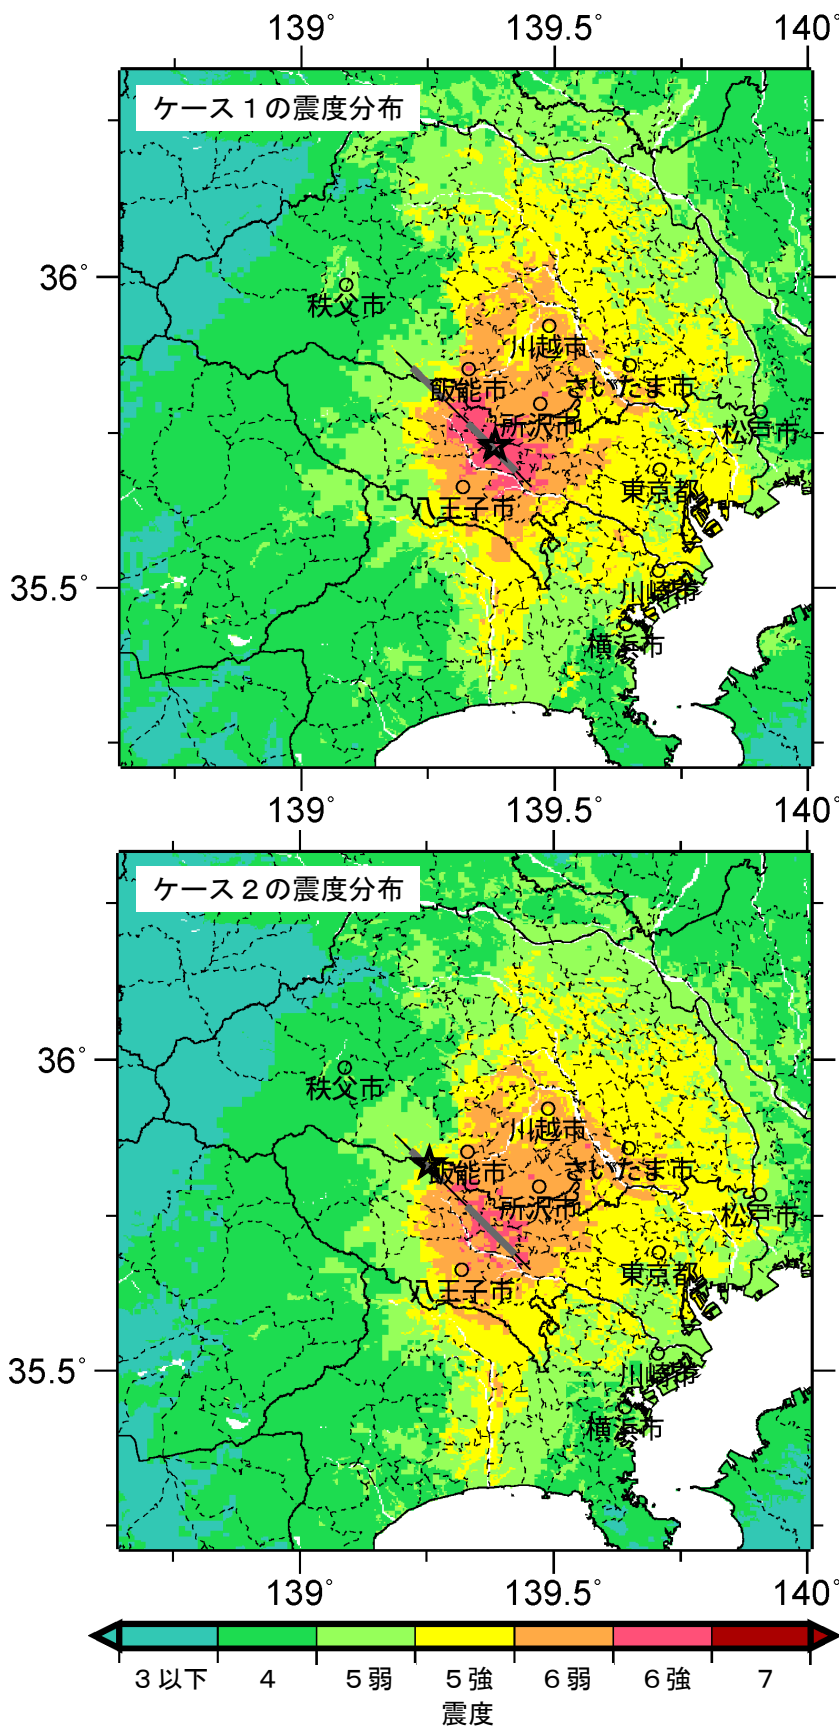 139° 139.5° 140°
ケース１の震度分布
36°
秩父市
川越市
飯能市 さいたま市
所沢市 松戸市
八王子市 東京都
35.5°
川崎市
横浜市
139° 139.5° 140°
ケース２の震度分布
36°
秩父市
川越市
飯能市 さいたま市
所沢市 松戸市
八王子市 東京都
35.5°
川崎市
横浜市
139° 139.5° 140°
３以下 4 ５弱 ５強 ６弱 ６強 7
震度